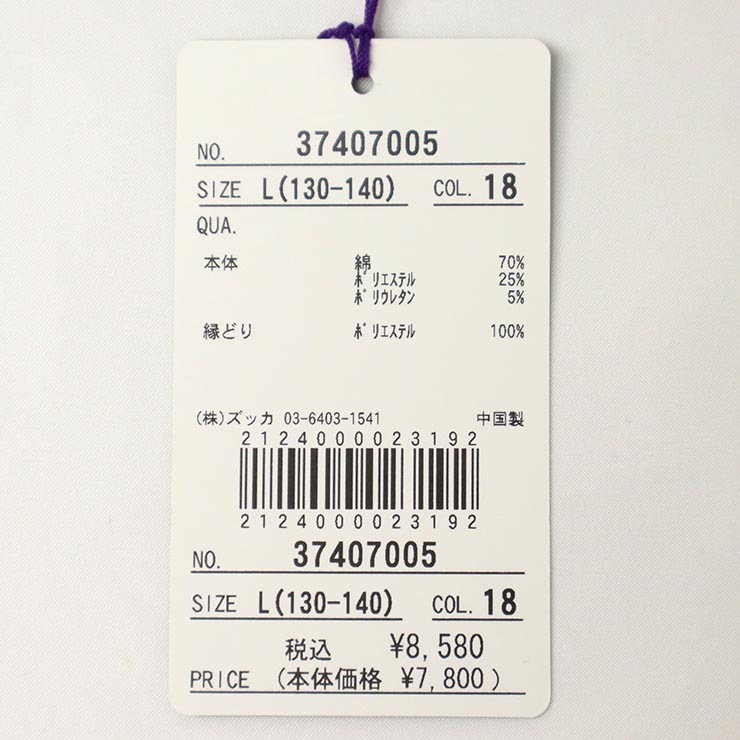 NO. 37407005
SIZE L(130-140) COL. 18
QUA.
本体 綿 70%
ﾎﾟﾘｴｽﾃﾙ 25%
ﾎﾟﾘｳﾚﾀﾝ 5%
縁どり ﾎﾟﾘｴｽﾃﾙ 100%
(株)ズッカ 03-6403-1541 中国製
2124000023192
2124000023192
NO. 37407005
SIZE L(130-140) COL. 18
税込 ¥8,580
PRICE (本体価格 ¥7,800)